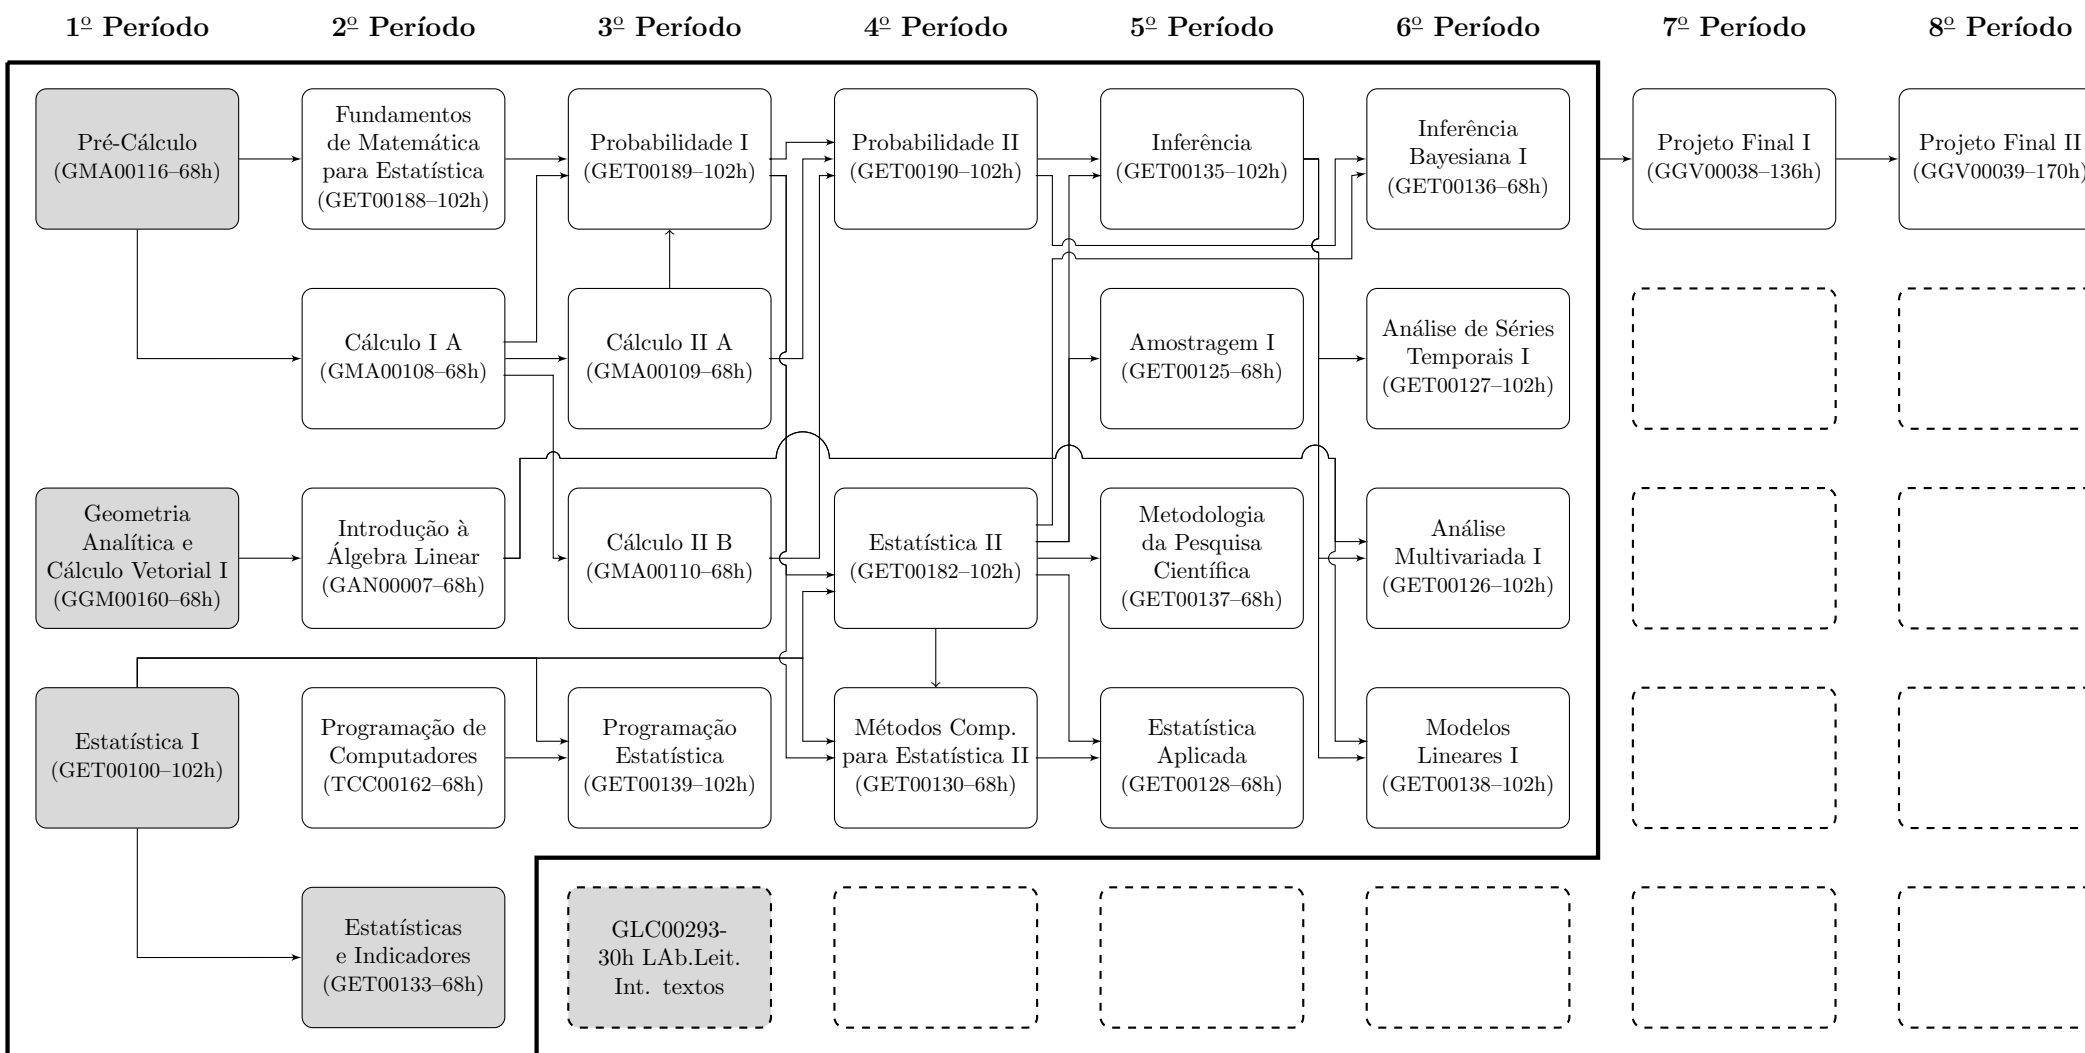 1º Período
2º Período
3º Período
4º Período
5º Período
6º Período
7º Período
8º Período
Pré-Cálculo
(GMA00116–68h)
Fundamentos
de Matemática
para Estatística
(GET00188–102h)
Probabilidade I
(GET00189–102h)
Probabilidade II
(GET00190–102h)
Inferência
(GET00135–102h)
Inferência
Bayesiana I
(GET00136–68h)
Projeto Final I
(GGV00038–136h)
Projeto Final II
(GGV00039–170h)
Cálculo I A
(GMA00108–68h)
Cálculo II A
(GMA00109–68h)
Amostragem I
(GET00125–68h)
Análise de Séries
Temporais I
(GET00127–102h)
Geometria
Analítica e
Cálculo Vetorial I
(GGM00160–68h)
Introdução à
Álgebra Linear
(GAN00007–68h)
Cálculo II B
(GMA00110–68h)
Estatística II
(GET00182–102h)
Metodologia
da Pesquisa
Científica
(GET00137–68h)
Análise
Multivariada I
(GET00126–102h)
Estatística I
(GET00100–102h)
Programação de
Computadores
(TCC00162–68h)
Programação
Estatística
(GET00139–102h)
Métodos Comp.
para Estatística II
(GET00130–68h)
Estatística
Aplicada
(GET00128–68h)
Modelos
Lineares I
(GET00138–102h)
Estatísticas
e Indicadores
(GET00133–68h)
GLC00293-
30h LAb.Leit.
Int. textos